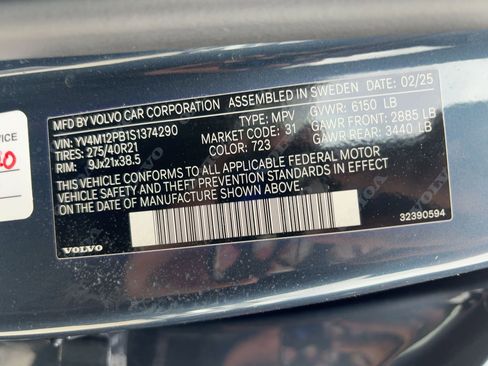 MFD BY VOLVO CAR CORPORATION ASSEMBLED IN SWEDEN DATE: 02/25
VIN: YV4M12PB1S1374290 TYPE: MPV GVWR: 6150 LB
TIRES: 275/40R21 MARKET CODE: 31 GAWR FRONT: 2885 LB
RIM: 9Jx21x38.5 COLOR: 723 GAWR REAR: 3440 LB
THIS VEHICLE CONFORMS TO ALL APPLICABLE FEDERAL MOTOR
VEHICLE SAFETY AND THEFT PREVENTION STANDARDS IN EFFECT
ON THE DATE OF MANUFACTURE SHOWN ABOVE
32390594
VOLVO